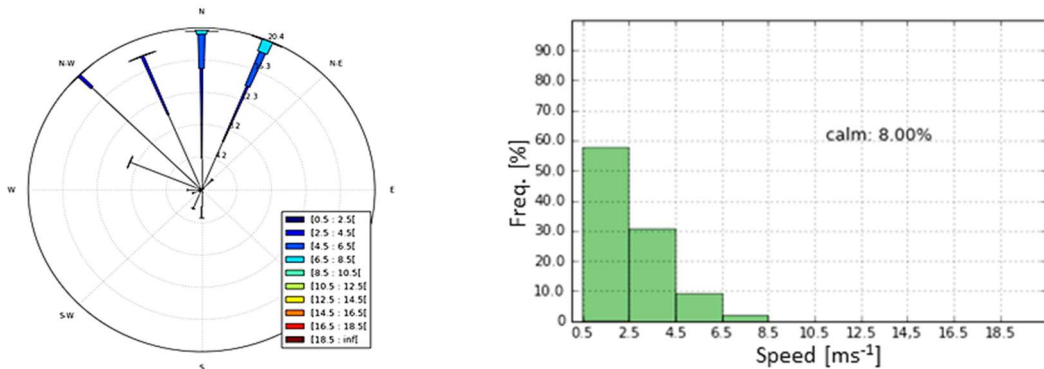 N
N-E
E
S
S-W
W
N-W
20.4
12.3
4.2
[0.5 : 2.5[
[2.5 : 4.5[
[4.5 : 6.5[
[6.5 : 8.5[
[8.5 : 10.5[
[10.5 : 12.5[
[12.5 : 14.5[
[14.5 : 16.5[
[16.5 : 18.5[
[18.5 : inf[
Freq. [%]
90.0
80.0
70.0
60.0
50.0
40.0
30.0
20.0
10.0
0
calm: 8.00%
0.5 2.5 4.5 6.5 8.5 10.5 12.5 14,5 16.5 18.5
Speed [ms⁻¹]